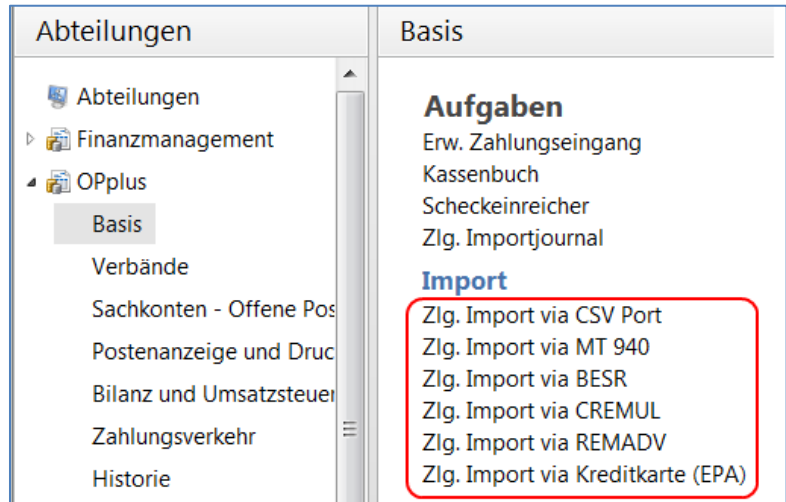 Abteilungen
Abteilungen
Finanzmanagement
OPplus
Basis
Verbände
Sachkonten - Offene Pos
Postenanzeige und Druc
Bilanz und Umsatzsteuer
Zahlungsverkehr
Historie
Basis
Aufgaben
Erw. Zahlungseingang
Kassenbuch
Scheckeinreicher
Zlg. Importjournal
Import
Zlg. Import via CSV Port
Zlg. Import via MT 940
Zlg. Import via BESR
Zlg. Import via CREMUL
Zlg. Import via REMADV
Zlg. Import via Kreditkarte (EPA)